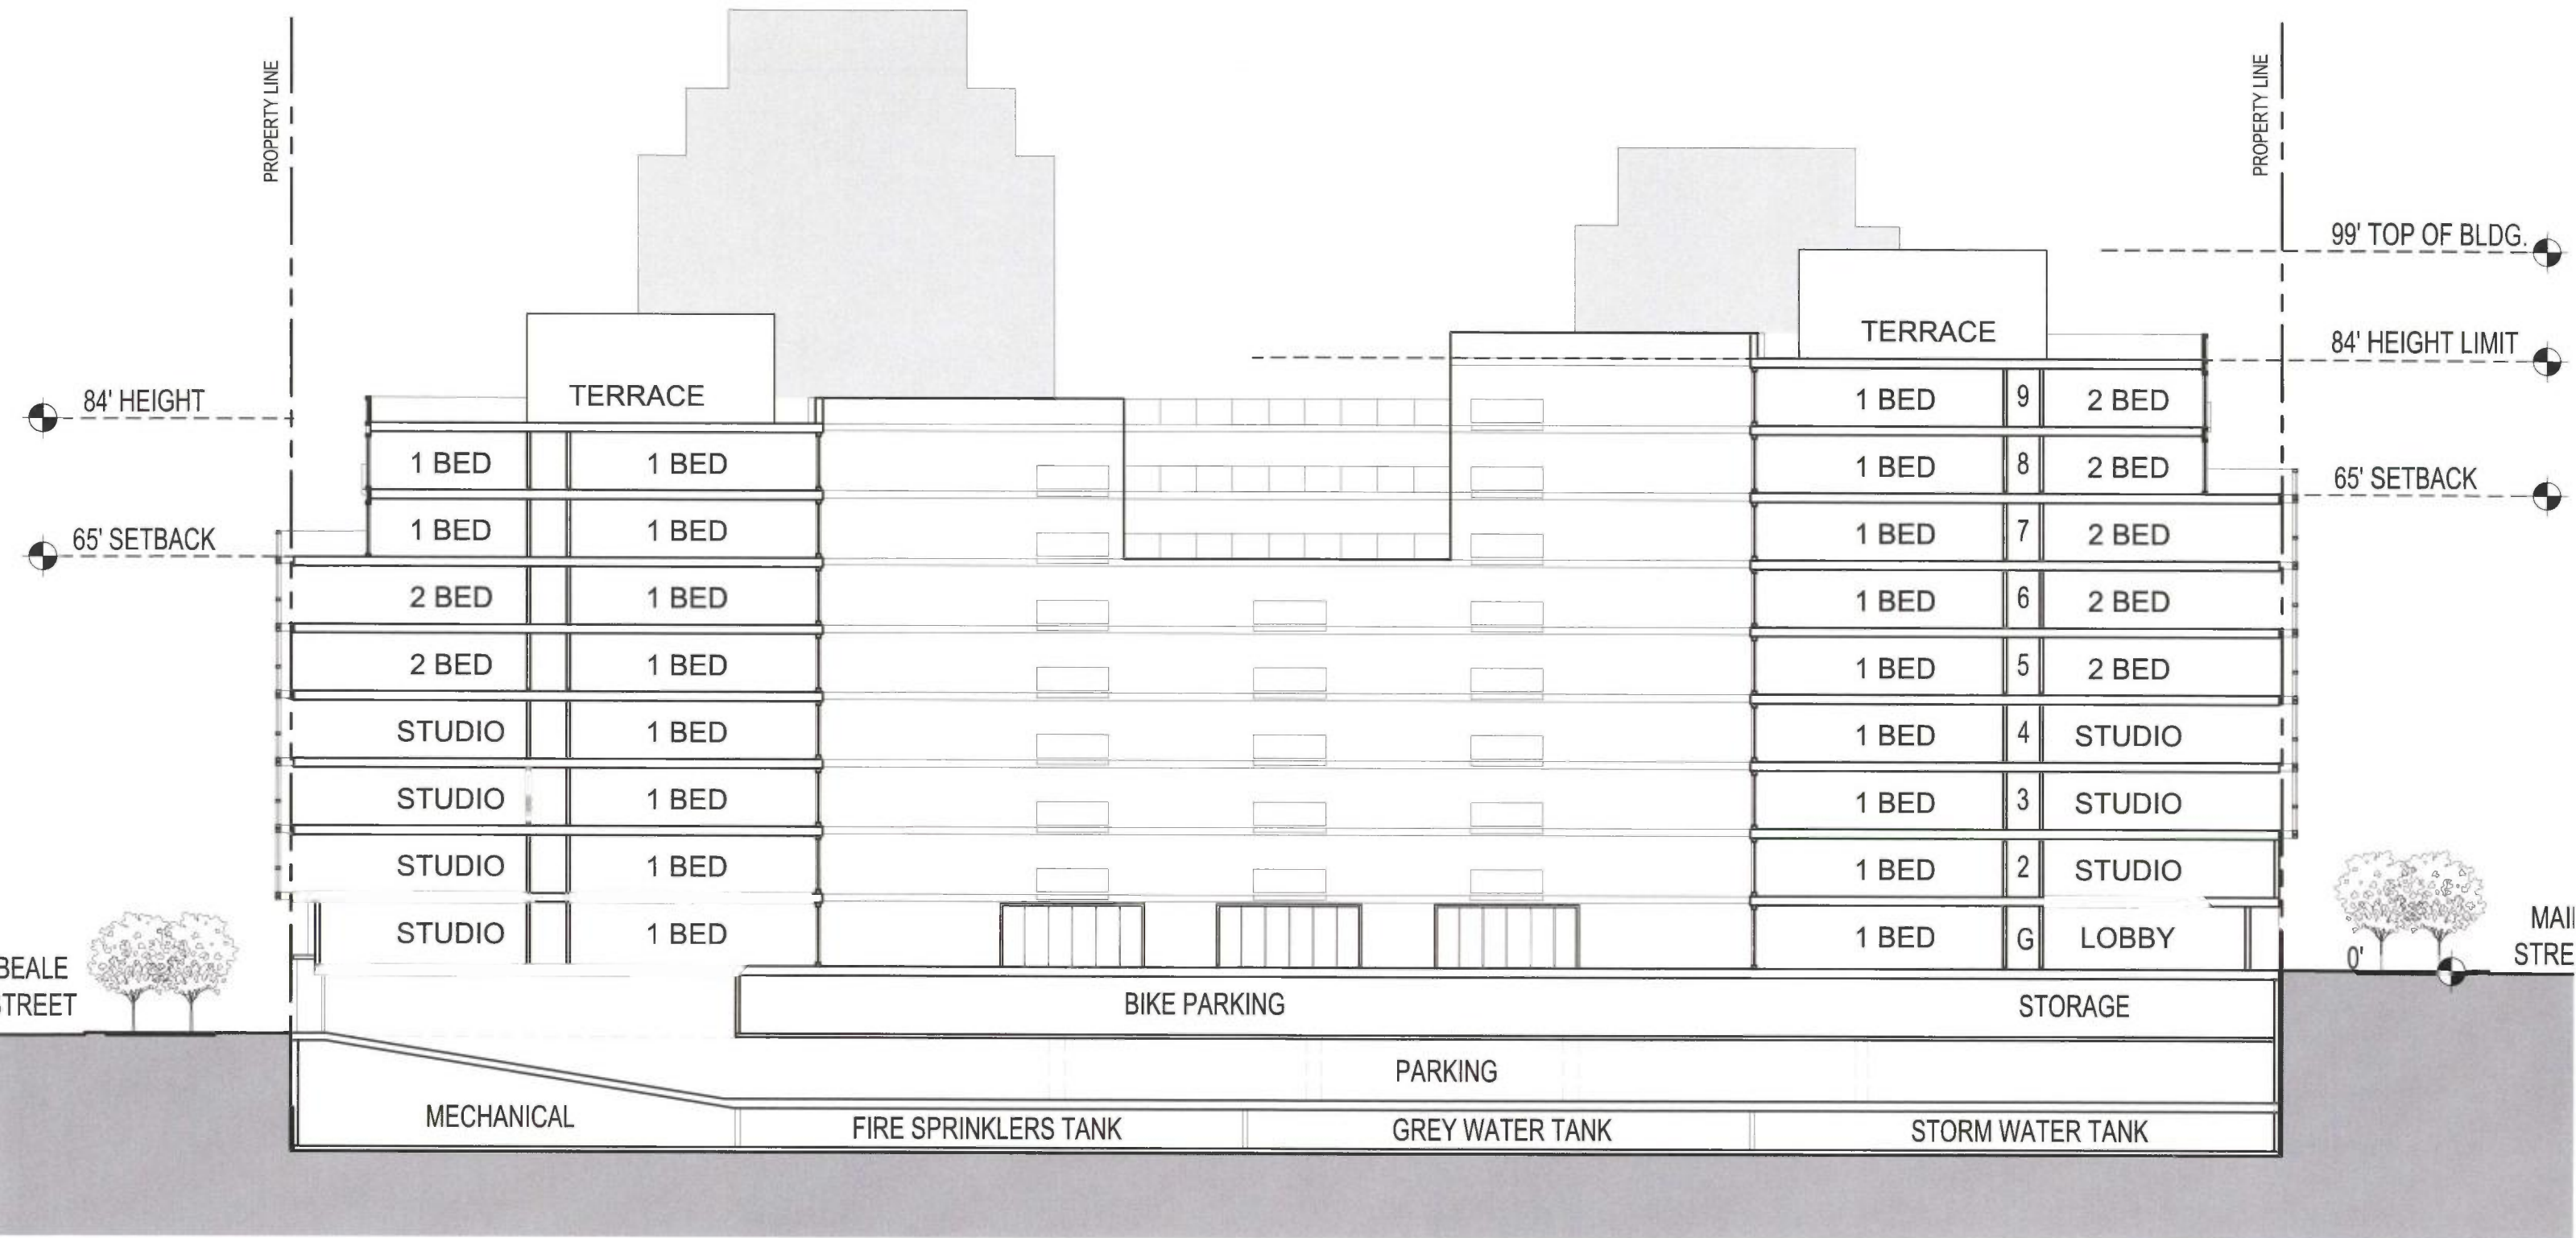 PROPERTY LINE
PROPERTY LINE
99' TOP OF BLDG.
TERRACE
84' HEIGHT LIMIT
84' HEIGHT
TERRACE
1 BED 9 2 BED
1 BED 1 BED
1 BED 8 2 BED
65' SETBACK
65' SETBACK
1 BED 1 BED
1 BED 7 2 BED
2 BED 1 BED
1 BED 6 2 BED
2 BED 1 BED
1 BED 5 2 BED
STUDIO 1 BED
1 BED 4 STUDIO
STUDIO 1 BED
1 BED 3 STUDIO
STUDIO 1 BED
1 BED 2 STUDIO
STUDIO 1 BED
1 BED G LOBBY
0'
BEALE
STREET
BIKE PARKING STORAGE
PARKING
MECHANICAL
FIRE SPRINKLERS TANK GREY WATER TANK STORM WATER TANK